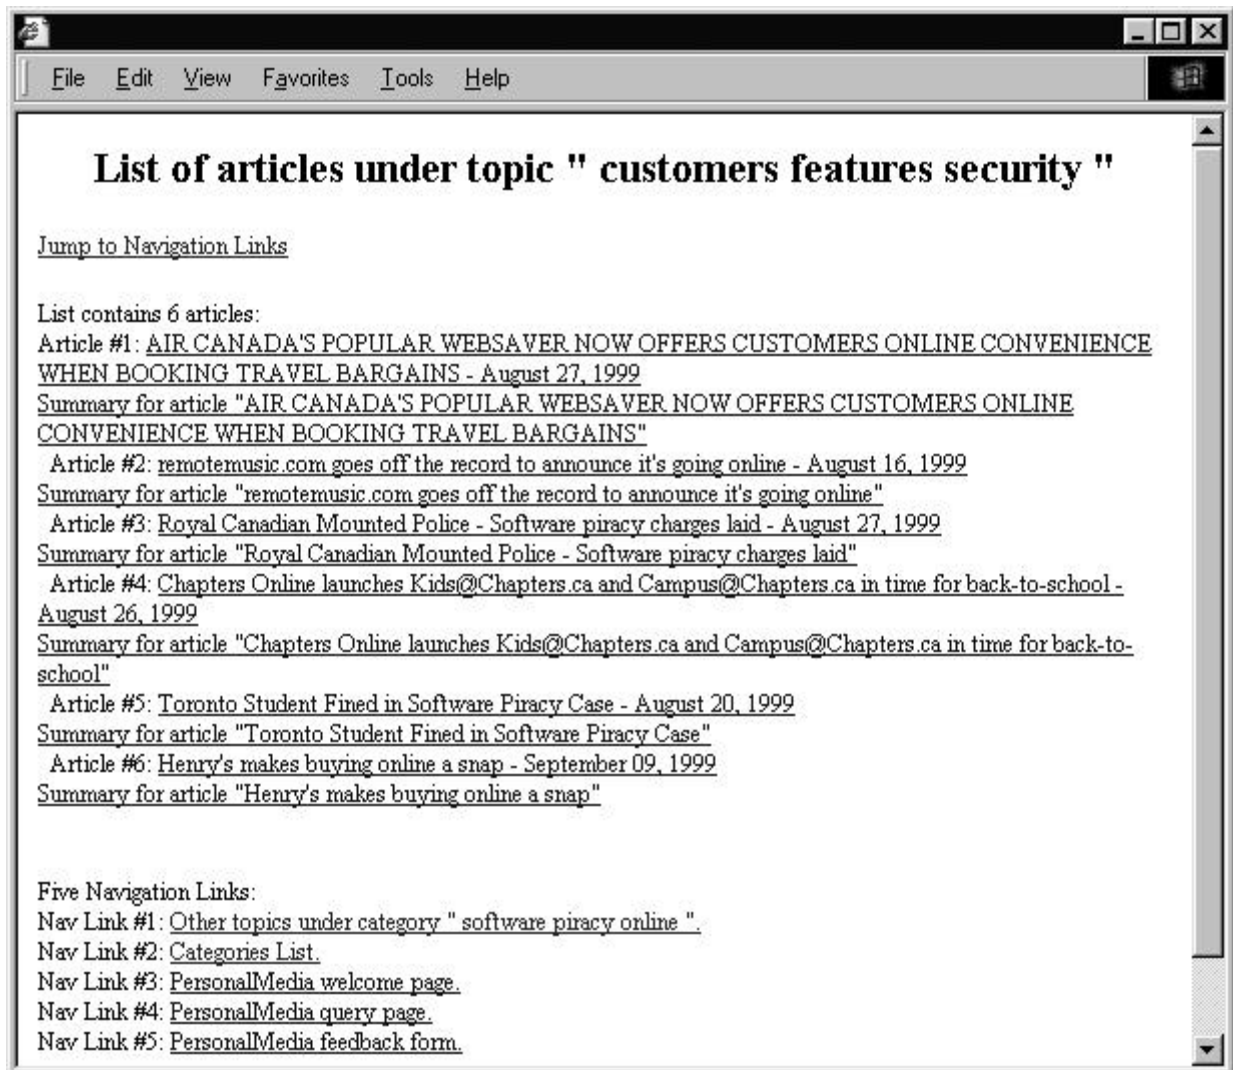 File Edit View Favorites Tools Help
List of articles under topic " customers features security "
Jump to Navigation Links
List contains 6 articles:
Article #1: AIR CANADA'S POPULAR WEBSAVER NOW OFFERS CUSTOMERS ONLINE CONVENIENCE
WHEN BOOKING TRAVEL BARGAINS - August 27, 1999
Summary for article "AIR CANADA'S POPULAR WEBSAVER NOW OFFERS CUSTOMERS ONLINE
CONVENIENCE WHEN BOOKING TRAVEL BARGAINS"
Article #2: remotemusic.com goes off the record to announce it's going online - August 16, 1999
Summary for article "remotemusic.com goes off the record to announce it's going online"
Article #3: Royal Canadian Mounted Police - Software piracy charges laid - August 27, 1999
Summary for article "Royal Canadian Mounted Police - Software piracy charges laid"
Article #4: Chapters Online launches Kids@Chapters.ca and Campus@Chapters.ca in time for back-to-school -
August 26, 1999
Summary for article "Chapters Online launches Kids@Chapters.ca and Campus@Chapters.ca in time for back-to-
school"
Article #5: Toronto Student Fined in Software Piracy Case - August 20, 1999
Summary for article "Toronto Student Fined in Software Piracy Case"
Article #6: Henry's makes buying online a snap - September 09, 1999
Summary for article "Henry's makes buying online a snap"
Five Navigation Links:
Nav Link #1: Other topics under category " software piracy online ".
Nav Link #2: Categories List.
Nav Link #3: PersonalMedia welcome page.
Nav Link #4: PersonalMedia query page.
Nav Link #5: PersonalMedia feedback form.